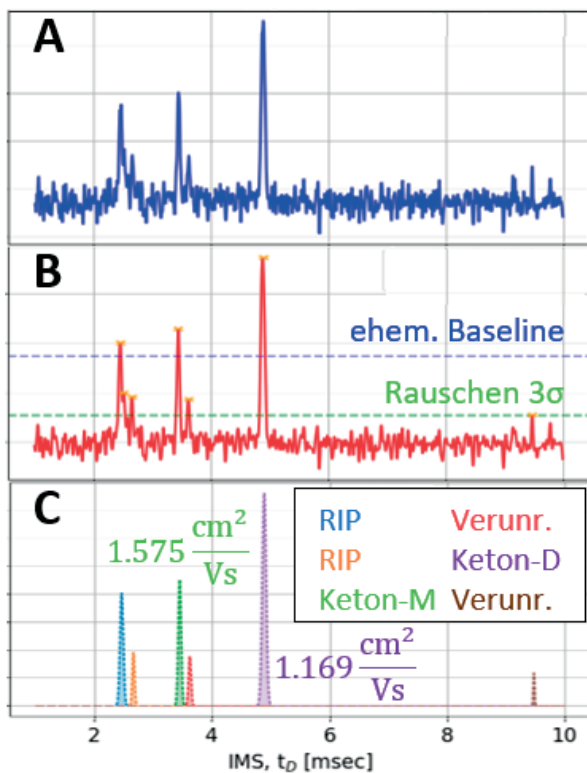 A
B
ehem. Baseline
Rauschen 3σ
C
1.575 cm²/Vs
RIP Verunr.
RIP Keton-D
Keton-M Verunr.
1.169 cm²/Vs
2 4 6 8 10
IMS, t_D [msec]